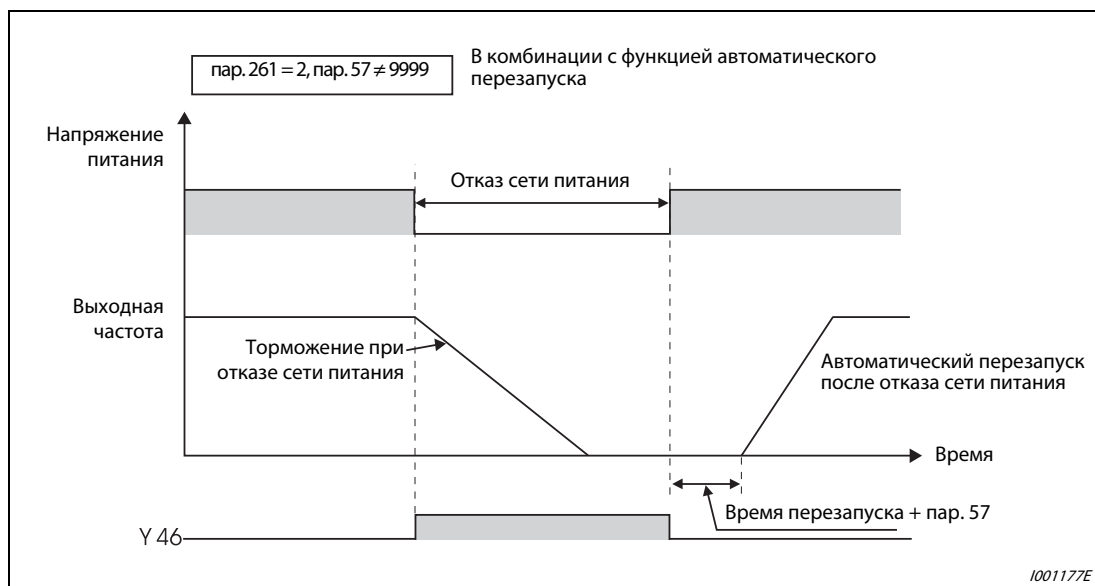 пар. 261 = 2, пар. 57 ≠ 9999
В комбинации с функцией автоматического
перезапуска
Напряжение
питания
Отказ сети питания
Выходная
частота
Торможение при
отказе сети питания
Автоматический перезапуск
после отказа сети питания
Время
Время перезапуска + пар. 57
Y 46
I001177E